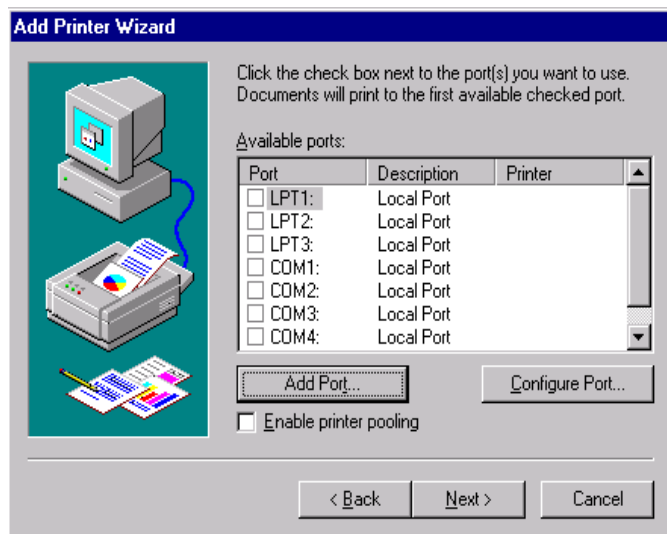 Add Printer Wizard
Click the check box next to the port(s) you want to use.
Documents will print to the first available checked port.
Available ports:
Port Description Printer
LPT1: Local Port
LPT2: Local Port
LPT3: Local Port
COM1: Local Port
COM2: Local Port
COM3: Local Port
COM4: Local Port
Add Port... Configure Port...
Enable printer pooling
< Back Next > Cancel